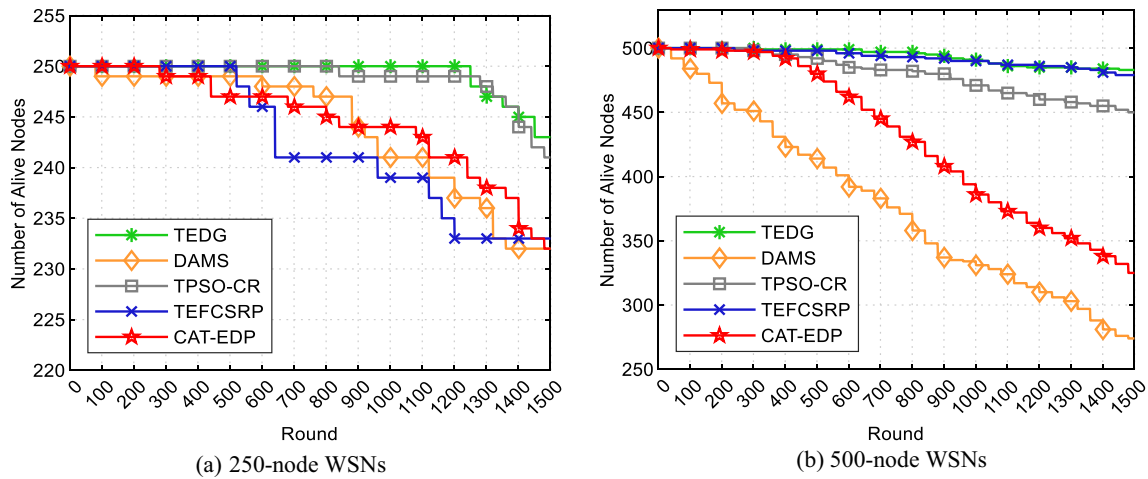 255
250
245
240
235
230
225
220
Number of Alive Nodes
TEDG
DAMS
TPSO-CR
TEFCSRP
CAT-EDP
0 100 200 300 400 500 600 700 800 900 1000 1100 1200 1300 1400 1500
Round
(a) 250-node WSNs
500
450
400
350
300
250
Number of Alive Nodes
TEDG
DAMS
TPSO-CR
TEFCSRP
CAT-EDP
0 100 200 300 400 500 600 700 800 900 1000 1100 1200 1300 1400 1500
Round
(b) 500-node WSNs